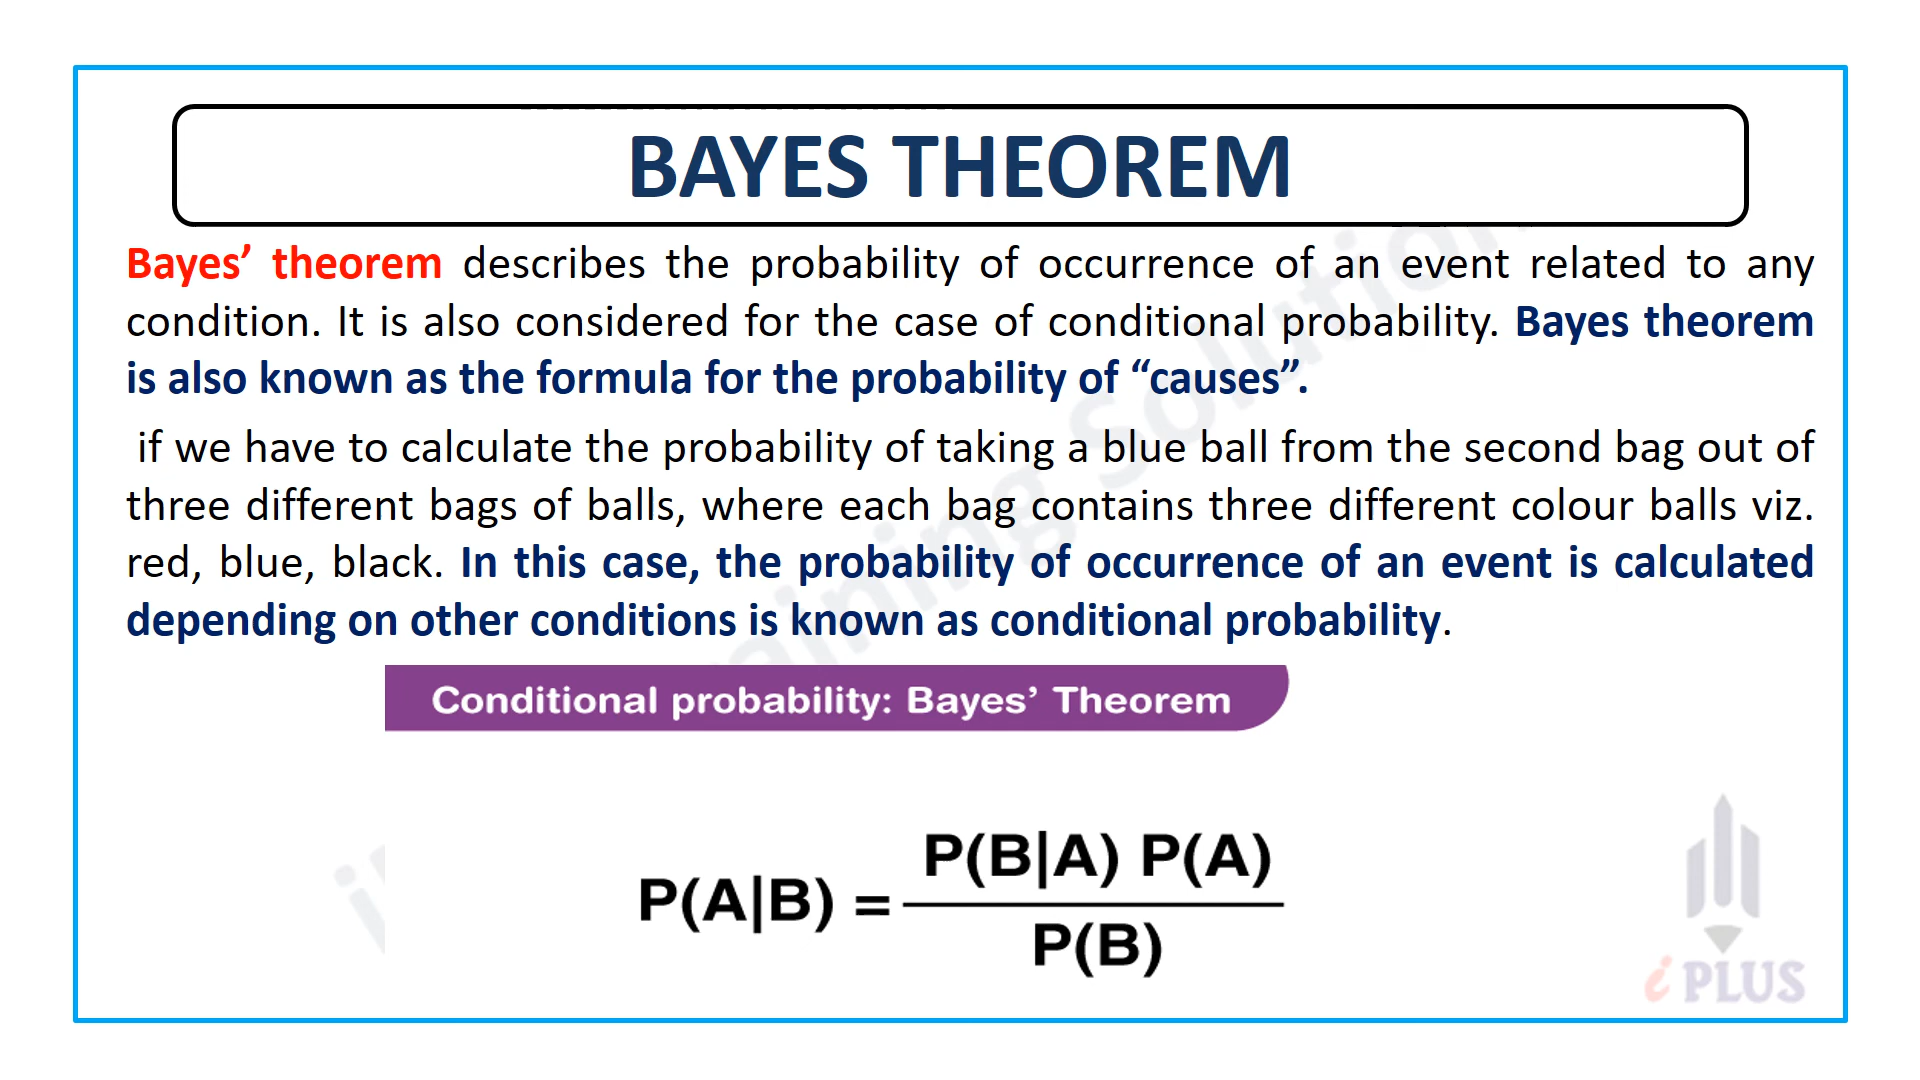 BAYES THEOREM
Bayes’ theorem describes the probability of occurrence of an event related to any
condition. It is also considered for the case of conditional probability. Bayes theorem
is also known as the formula for the probability of “causes”.
if we have to calculate the probability of taking a blue ball from the second bag out of
three different bags of balls, where each bag contains three different colour balls viz.
red, blue, black. In this case, the probability of occurrence of an event is calculated
depending on other conditions is known as conditional probability.
Conditional probability: Bayes’ Theorem
P(A|B) = P(B|A) P(A)
P(B)
i PLUS